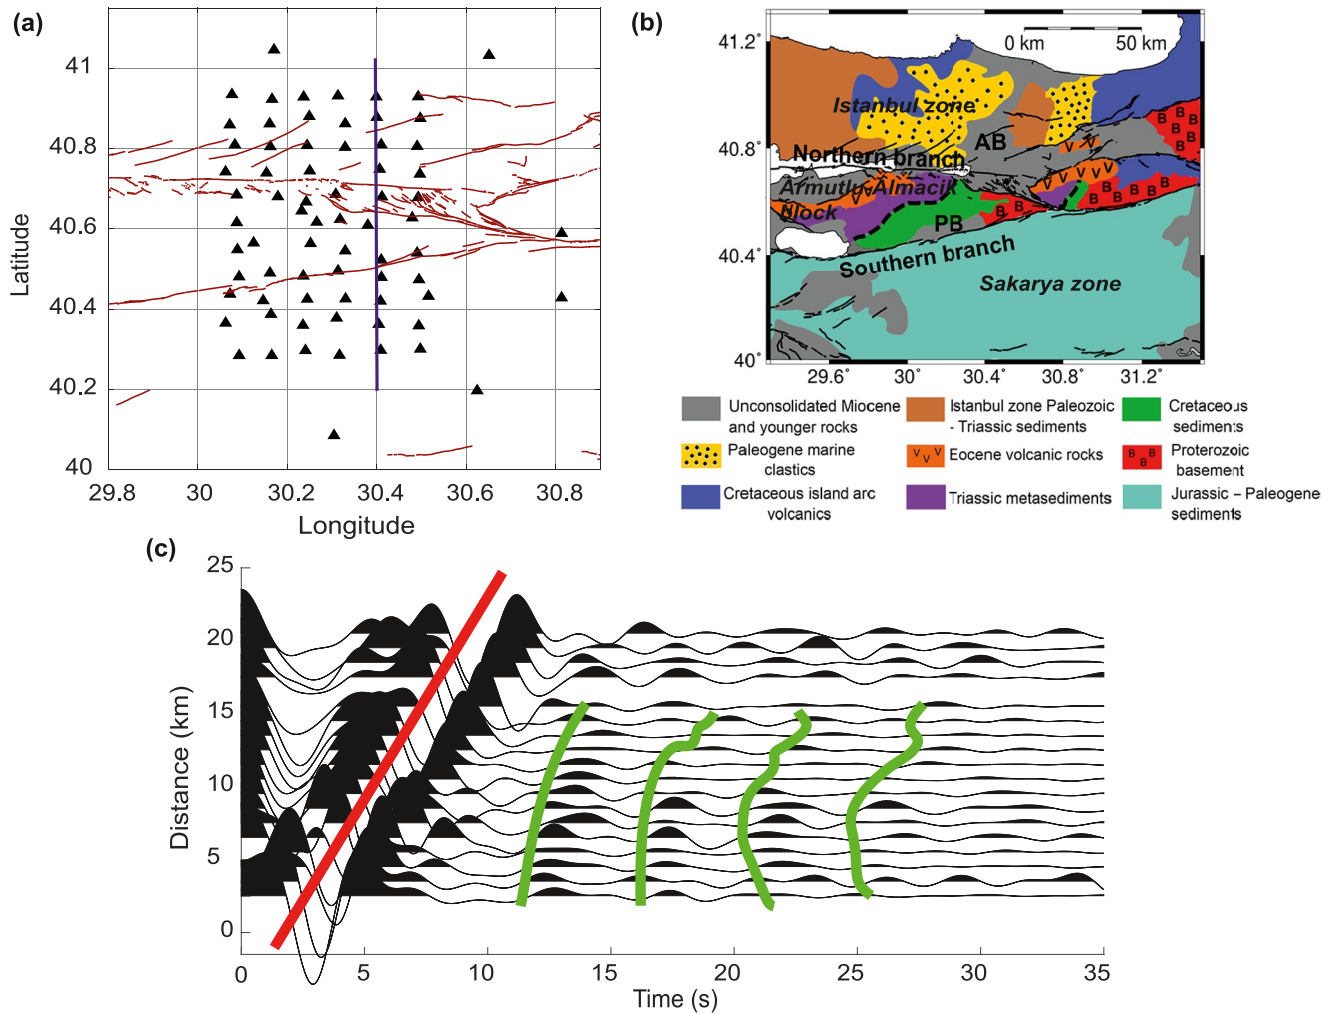 (a)
41
40.8
40.6
40.4
40.2
40
29.8
30
30.2
30.4
30.6
30.8
Latitude
Longitude
(b)
41.2°
40.8°
40.4°
40°
29.6°
30°
30.4°
30.8°
31.2°
0 km
50 km
Istanbul zone
AB
Northern branch
Armutlu-Almacik
Nlock
PB
Southern branch
Sakarya zone
V V
V V V V V
V V
B B B B B B
B B B B B B B
B B B
Unconsolidated Miocene
and younger rocks
Istanbul zone Paleozoic
- Triassic sediments
Cretaceous
sediments
Paleogene marine
clastics
V V V V V
Eocene volcanic rocks
B B B B B
Proterozoic
basement
Cretaceous island arc
volcanics
Triassic metasediments
Jurassic – Paleogene
sediments
(c)
25
20
15
10
5
0
Distance (km)
0
5
10
15
20
25
30
35
Time (s)